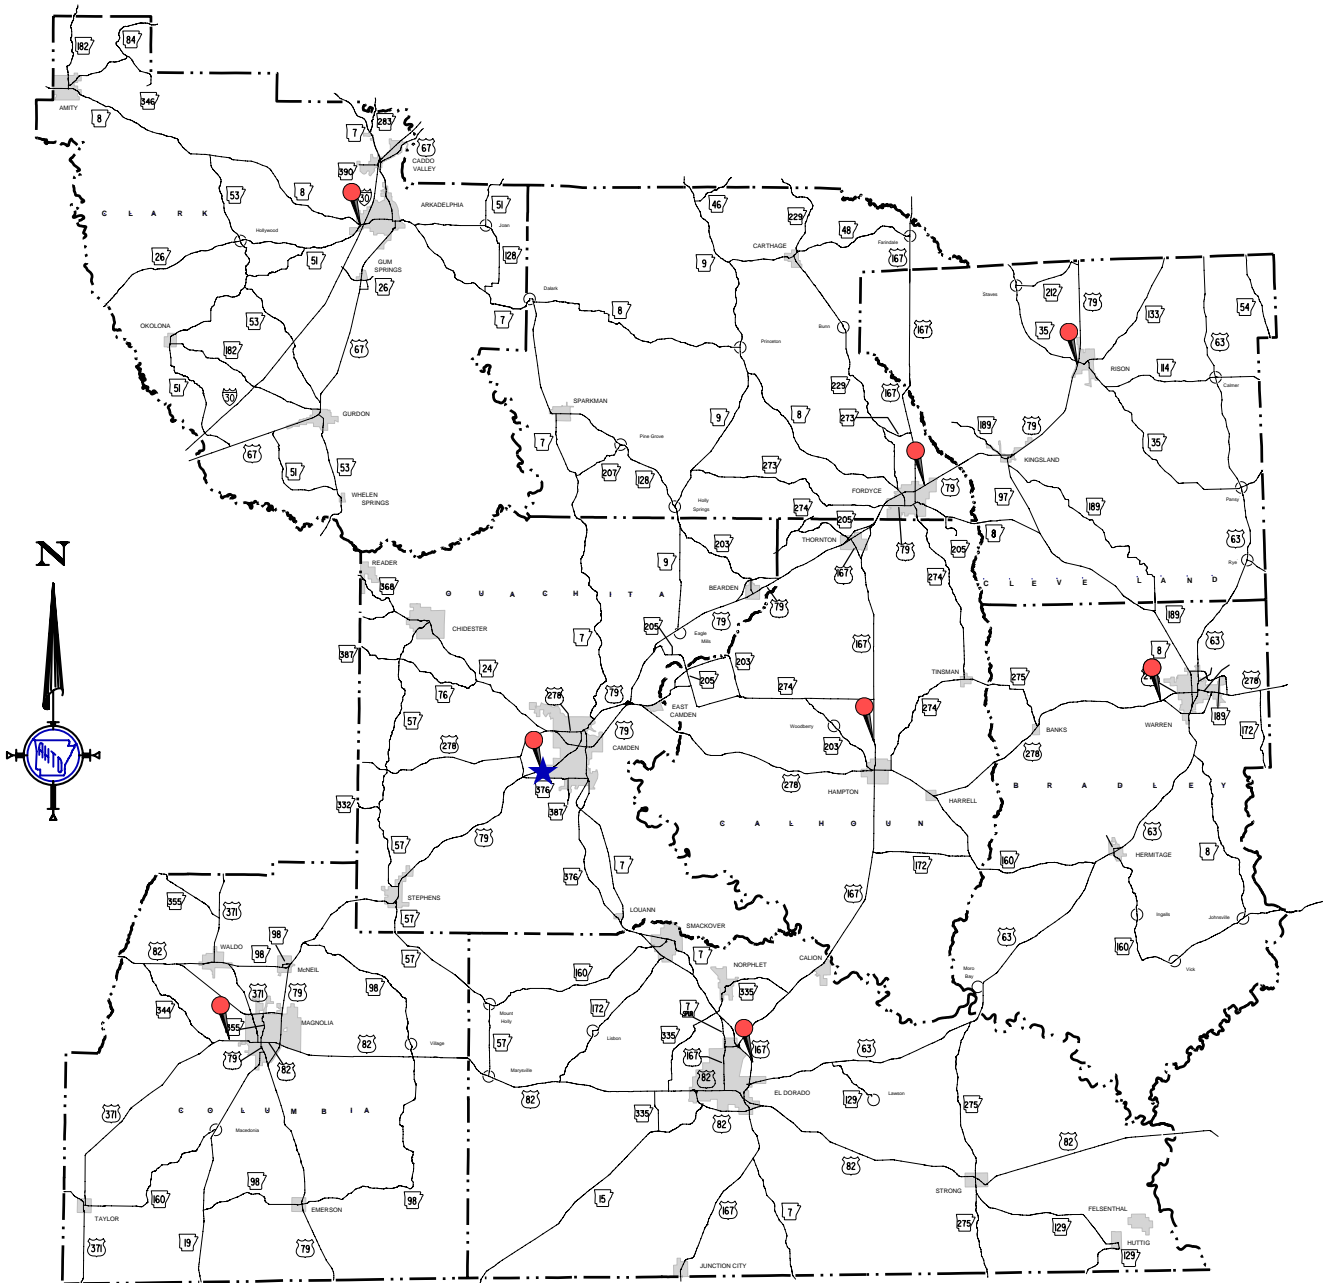 182
84
AMITY
346
8
7
283
67
CADDO
VALLEY
390
30
53
8
ARKADELPHIA
51
Joan
128
C L A R K
Hollywood
26
51
GUM
SPRINGS
26
7
OKOLONA
53
182
67
51
30
GURDON
67
51
53
WHELEN
SPRINGS
46
229
48
CARTHAGE
Farindale
167
9
Dalark
8
Bunn
167
Princeton
229
167
SPARKMAN
9
8
273
7
Pine Grove
207
128
273
Holly
Springs
274
FORDYCE
79
205
THORNTON
79
205
167
274
Staves
212
79
133
54
35
63
RISON
114
Calmer
189
79
35
KINGSLAND
97
189
Pansy
8
63
Rye
C L E V E L A N D
189
63
N
AHTD
READER
368
O U A C H I T A
203
9
BEARDEN
79
CHIDESTER
7
205
79
Eagle
Mills
387
24
203
205
76
278
79
EAST
CAMDEN
57
79
CAMDEN
278
376
387
332
79
57
7
376
STEPHENS
57
LOUANN
167
TINSMAN
275
274
274
Woodberry
203
BANKS
278
278
HAMPTON
HARRELL
C A L H O U N
172
160
167
8
278
WARREN
189
172
B R A D L E Y
63
HERMITAGE
8
Ingalls
Johnsville
63
160
Vick
Moro
Bay
355
371
WALDO
98
98
82
McNEIL
57
98
371
79
344
355
MAGNOLIA
79
82
82
Village
371
C O L U M B I A
Macedonia
98
160
98
TAYLOR
EMERSON
371
19
79
SMACKOVER
7
NORPHLET
CALION
160
335
172
7
SPUR
Mount
Holly
Lisbon
335
57
167
167
63
Marysville
82
82
EL DORADO
129
Lawson
335
82
275
82
82
STRONG
15
167
7
275
FELSENTHAL
129
HUTTIG
129
JUNCTION CITY